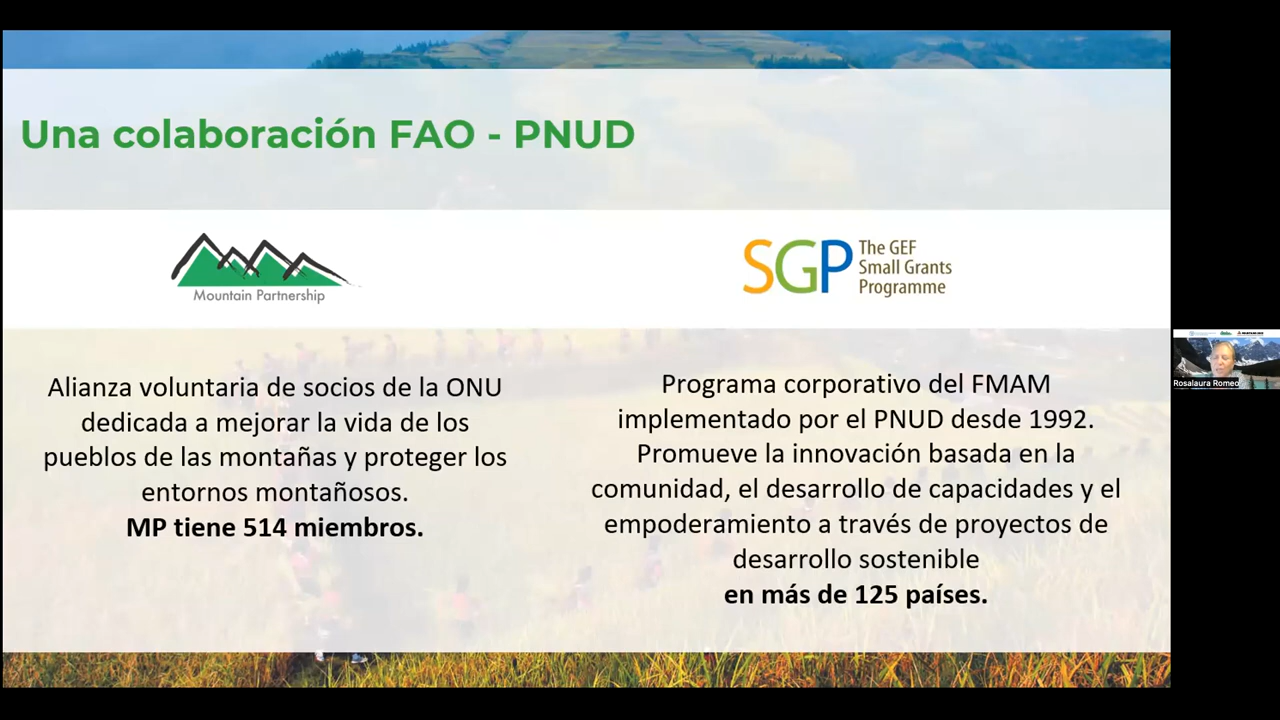 Una colaboración FAO - PNUD
Mountain Partnership
SGP
The GEF
Small Grants
Programme
Alianza voluntaria de socios de la ONU
dedicada a mejorar la vida de los
pueblos de las montañas y proteger los
entornos montañosos.
MP tiene 514 miembros.
Programa corporativo del FMAM
implementado por el PNUD desde 1992.
Promueve la innovación basada en la
comunidad, el desarrollo de capacidades y el
empoderamiento a través de proyectos de
desarrollo sostenible
en más de 125 países.
Rosalaura Romeo